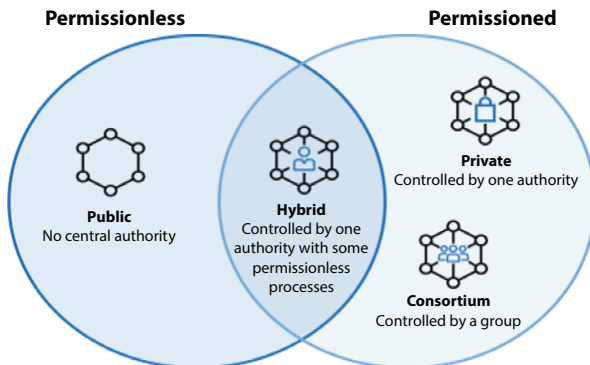 Permissionless
Permissioned
Public
No central authority
Hybrid
Controlled by one
authority with some
permissionless
processes
Private
Controlled by one authority
Consortium
Controlled by a group